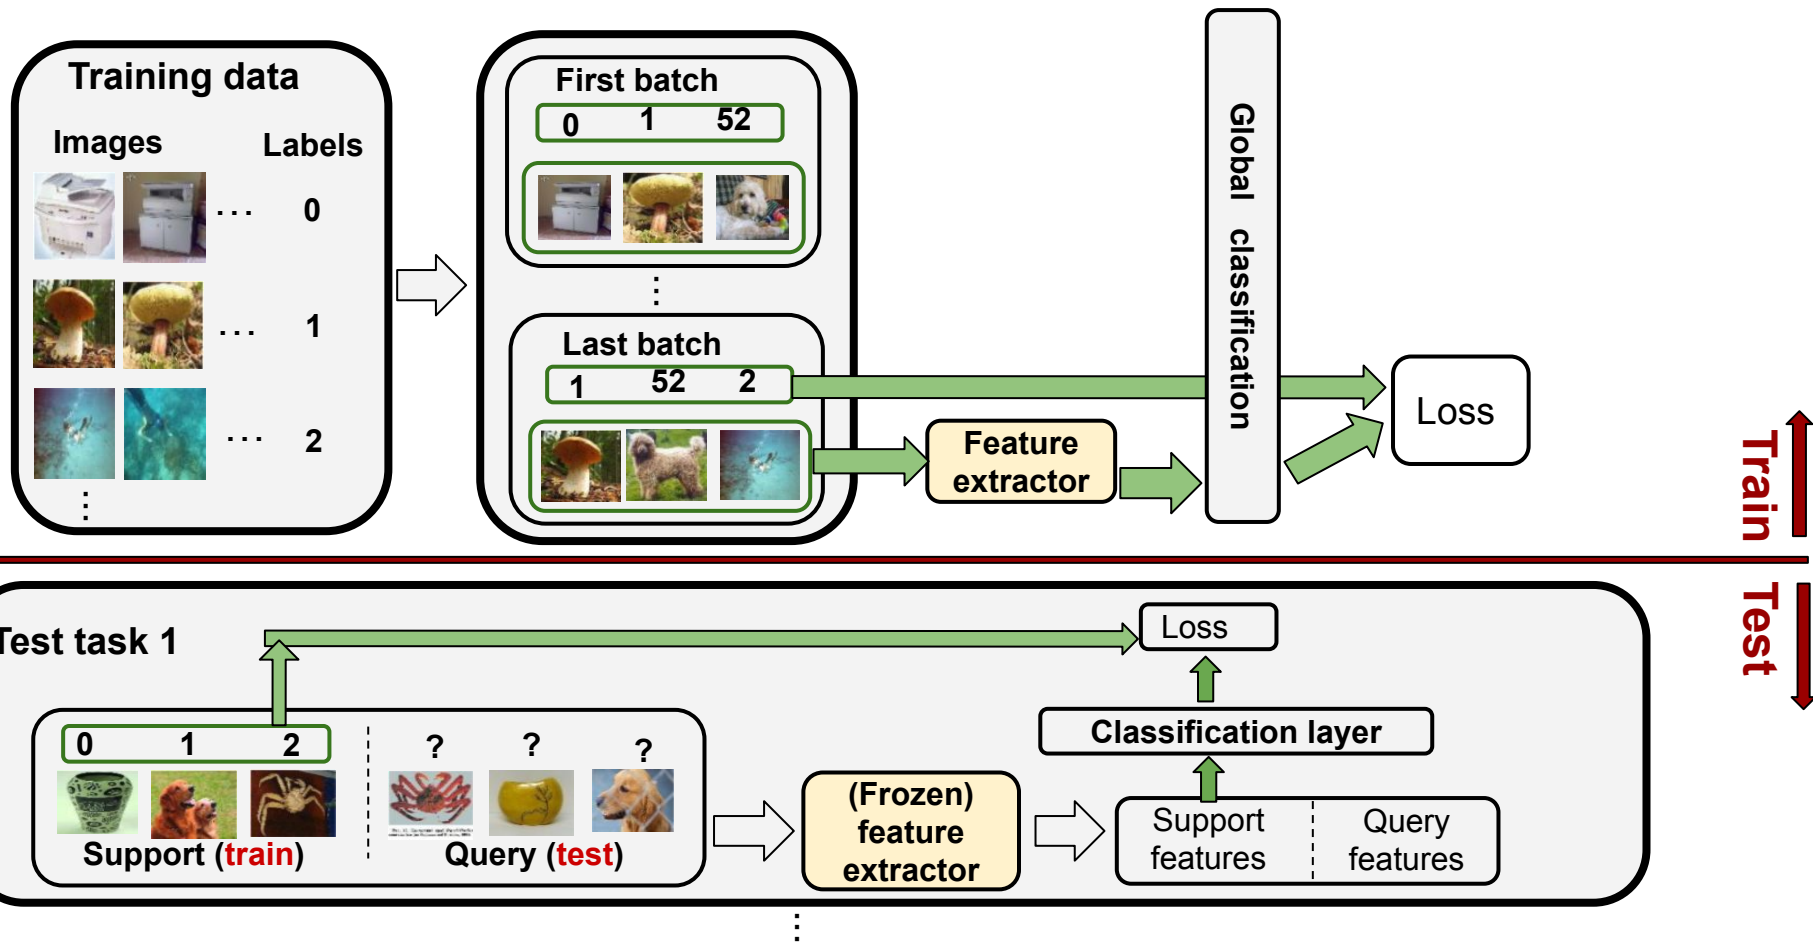 Training data
Images
Labels
... 0
... 1
... 2
⋮
First batch
0 1 52
⋮
Last batch
1 52 2
Feature
extractor
Global classification
Loss
Train
Test
Test task 1
Loss
Classification layer
0 1 2
? ? ?
Support (train)
Query (test)
(Frozen)
feature
extractor
Support
features
Query
features
⋮